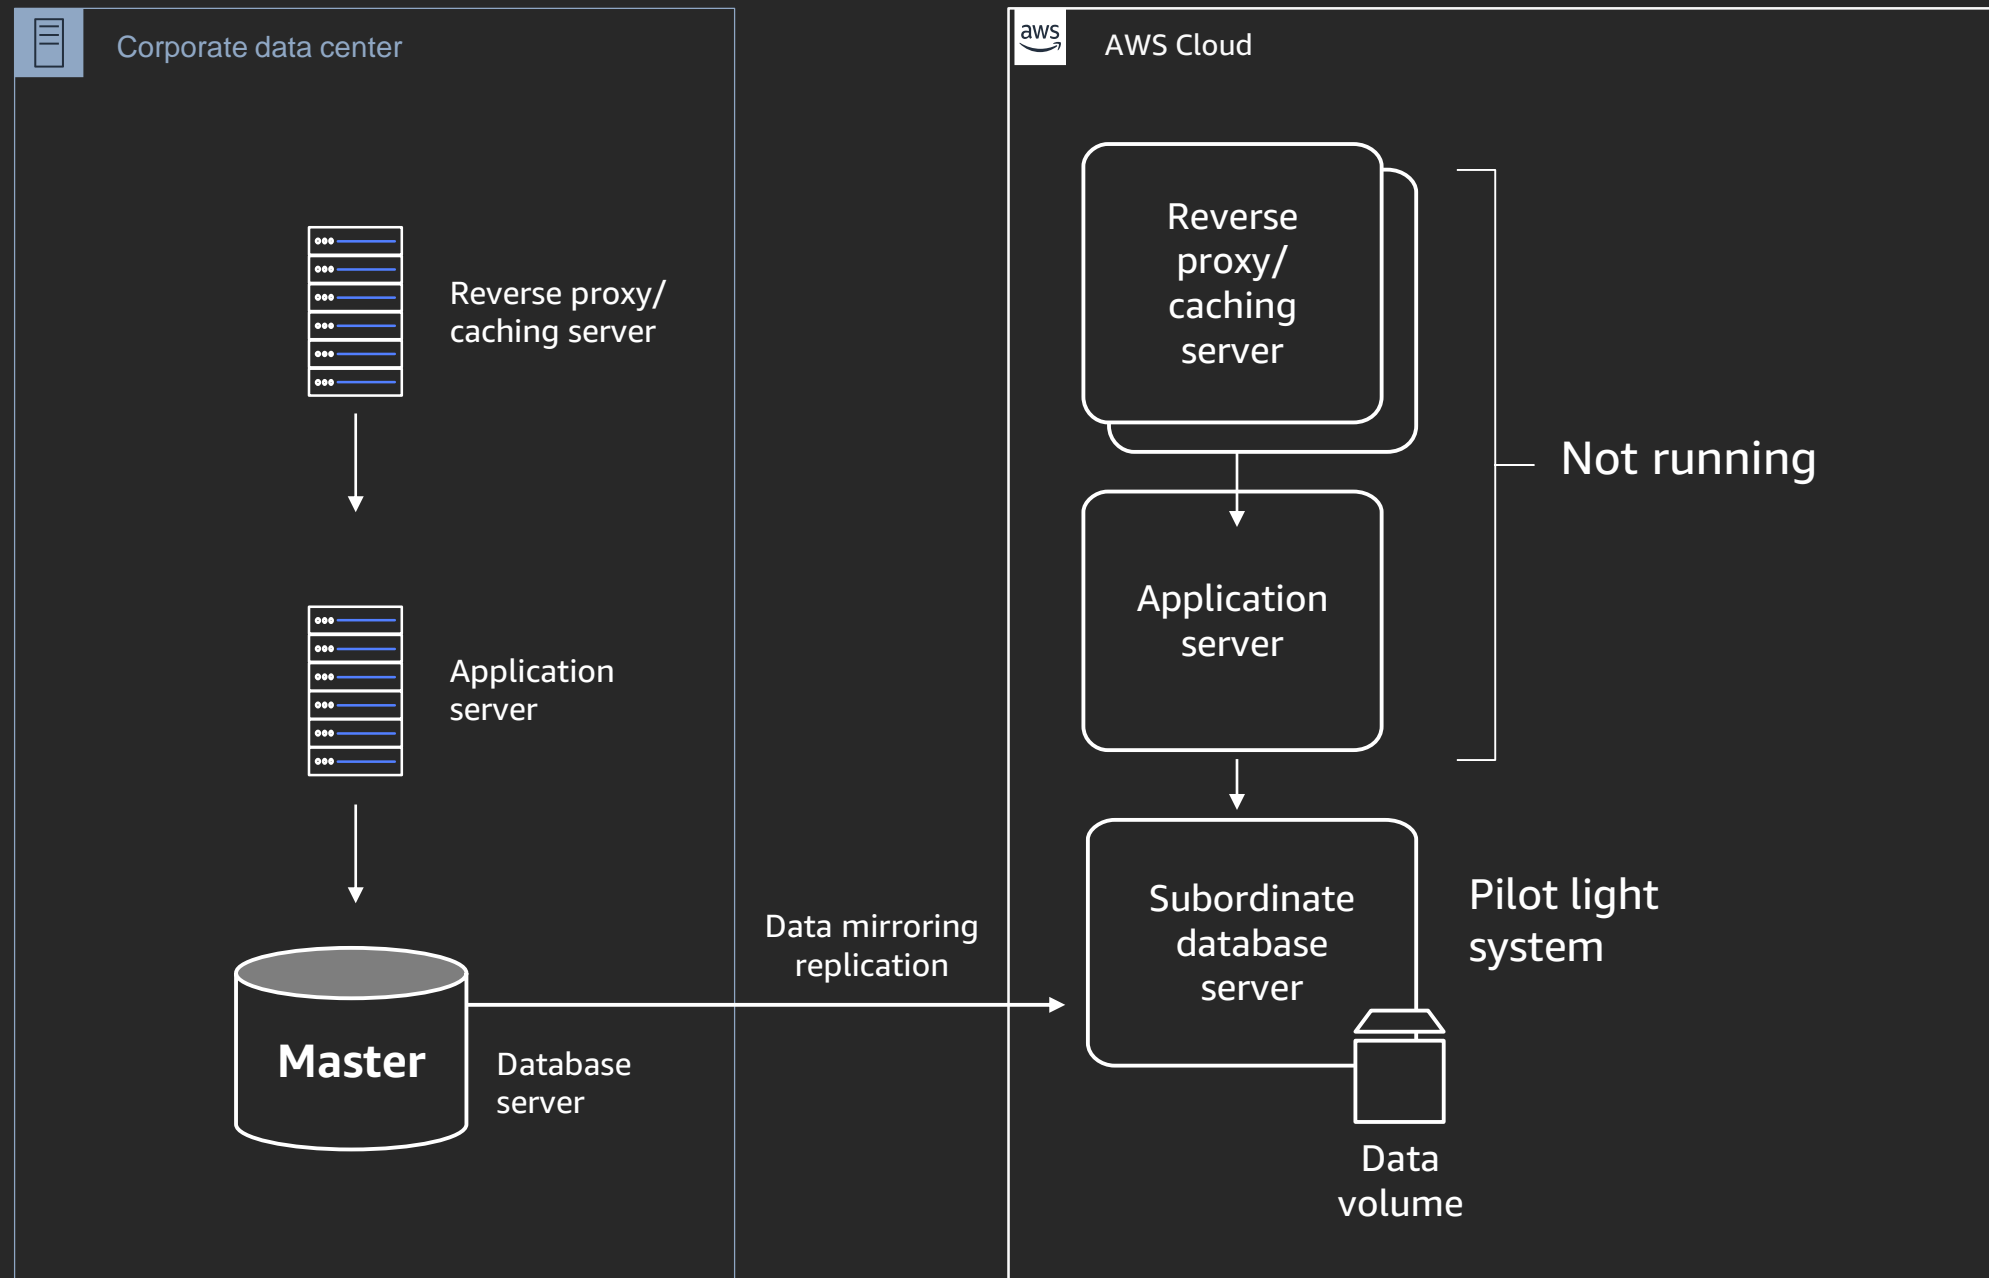 Corporate data center
aws
AWS Cloud
Reverse proxy/
caching server
Application
server
Master
Database
server
Data mirroring
replication
Reverse
proxy/
caching
server
Not running
Application
server
Subordinate
database
server
Pilot light
system
Data
volume